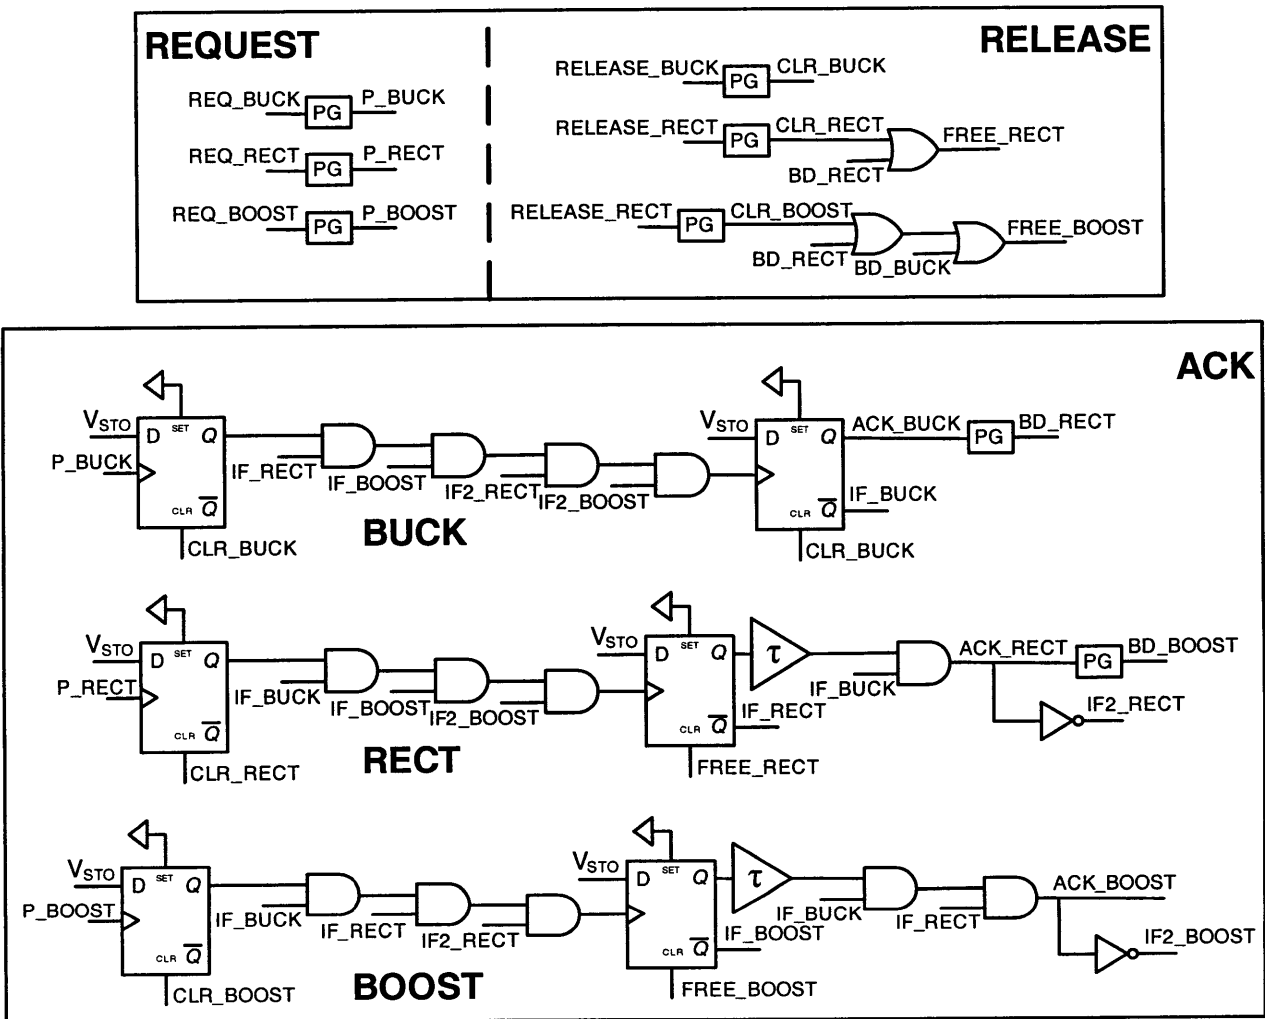 REQUEST
REQ_BUCK PG P_BUCK
REQ_RECT PG P_RECT
REQ_BOOST PG P_BOOST
RELEASE
RELEASE_BUCK PG CLR_BUCK
RELEASE_RECT PG CLR_RECT FREE_RECT
BD_RECT
RELEASE_RECT PG CLR_BOOST FREE_BOOST
BD_RECT BD_BUCK
ACK
VSTO D SET Q VSTO D SET Q ACK_BUCK PG BD_RECT
P_BUCK IF_RECT IF_BOOST IF2_RECT IF2_BOOST IF_BUCK
CLR Q CLR Q
CLR_BUCK BUCK CLR_BUCK
VSTO D SET Q VSTO D SET Q τ ACK_RECT PG BD_BOOST
P_RECT IF_BUCK IF_BOOST IF2_BOOST IF_BUCK IF_RECT IF2_RECT
CLR Q CLR Q
CLR_RECT RECT FREE_RECT
VSTO D SET Q VSTO D SET Q τ ACK_BOOST
P_BOOST IF_BUCK IF_RECT IF2_RECT IF_BUCK IF_RECT IF_BOOST IF2_BOOST
CLR Q CLR Q
CLR_BOOST BOOST FREE_BOOST